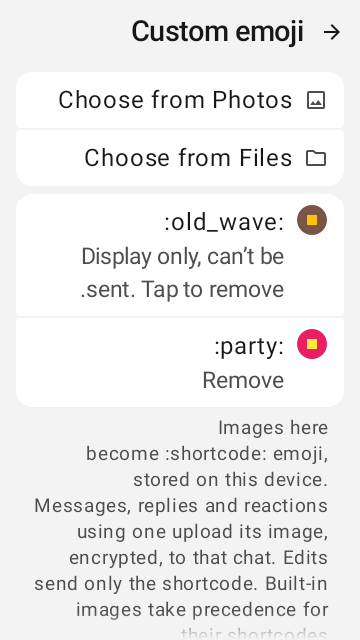 Custom emoji
Choose from Photos
Choose from Files
:old_wave:
Display only, can’t be
sent. Tap to remove.
:party:
Remove
Images here
become :shortcode: emoji,
stored on this device.
Messages, replies and reactions
using one upload its image,
encrypted, to that chat. Edits
send only the shortcode. Built-in
images take precedence for
their shortcodes